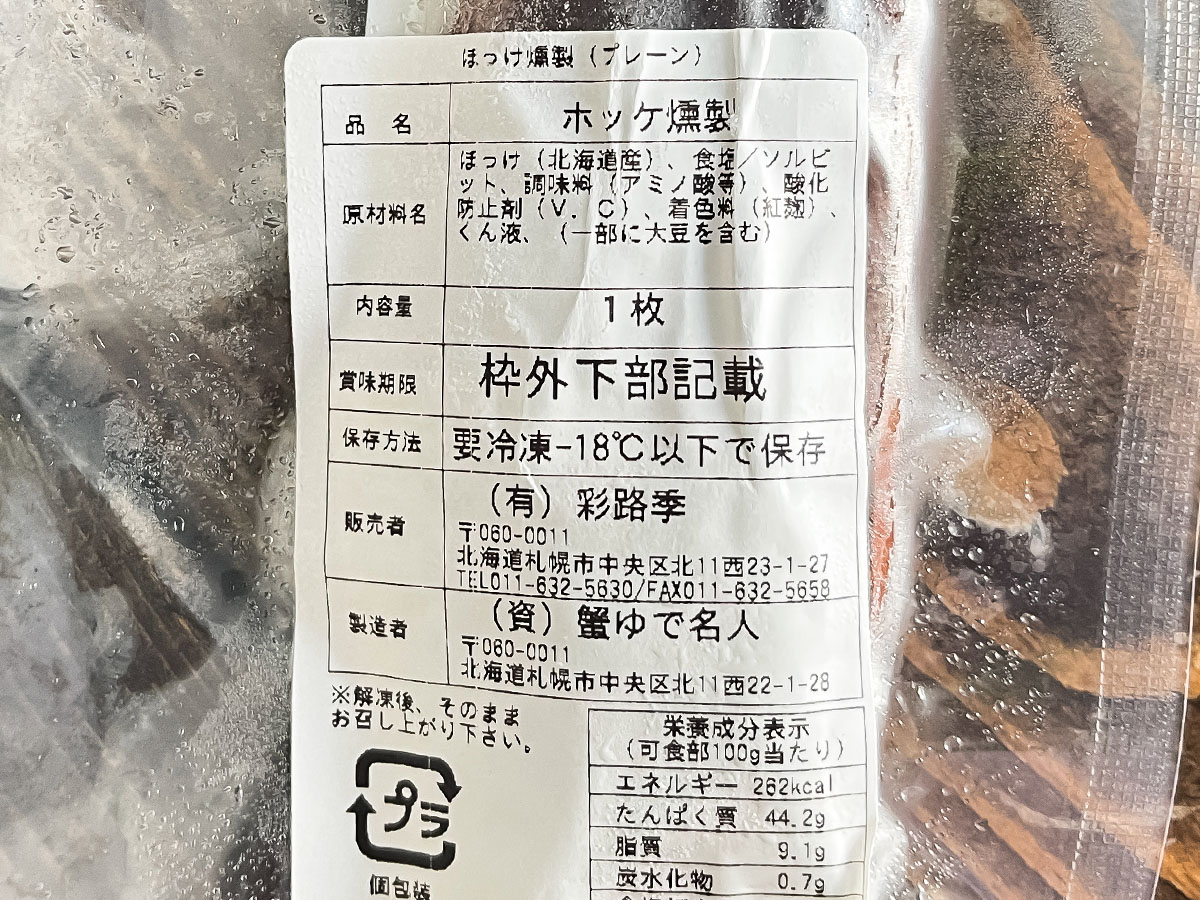 ほっけ燻製（プレーン）
品 名 ホッケ燻製
原材料名
ほっけ（北海道産）、食塩／ソルビ
ット、調味料（アミノ酸等）、酸化
防止剤（V．C）、着色料（紅麹）、
くん液、（一部に大豆を含む）
内容量 1枚
賞味期限 枠外下部記載
保存方法 要冷凍-18℃以下で保存
販売者
（有）彩路季
〒060-0011
北海道札幌市中央区北11西23-1-27
TEL011-632-5630/FAX011-632-5658
製造者
（資）蟹ゆで名人
〒060-0011
北海道札幌市中央区北11西22-1-28
※解凍後、そのまま
お召し上がり下さい。
プラ
個包装
栄養成分表示
（可食部100g当たり）
エネルギー 262kcal
たんぱく質 44.2g
脂質 9.1g
炭水化物 0.7g